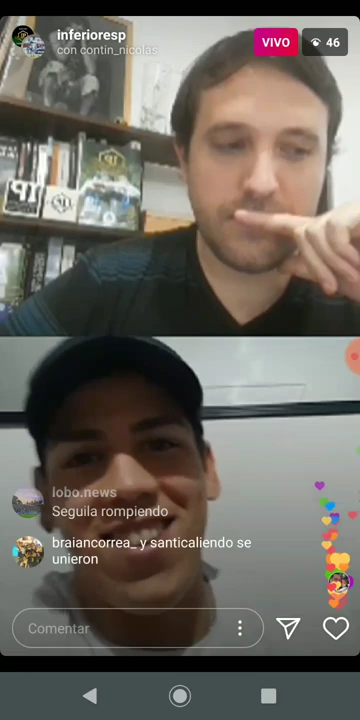 inferioresp
con contin_nicolas
VIVO
46
lobo.news
Seguila rompiendo
braiancorrea_ y santicaliendo se
unieron
Comentar